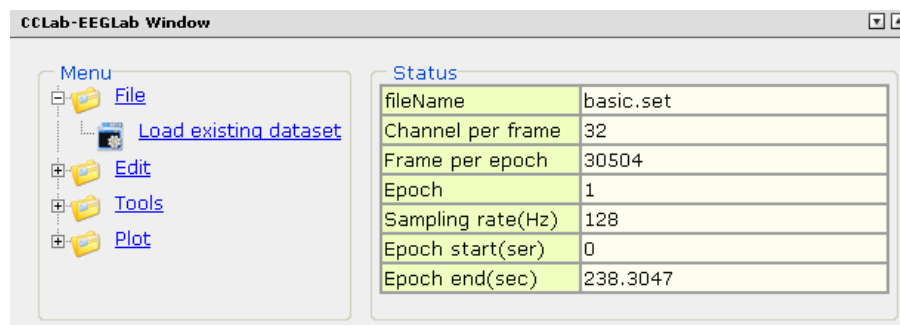 CCLab-EEGLab Window
Menu
File
Load existing dataset
Edit
Tools
Plot
Status
fileName basic.set
Channel per frame 32
Frame per epoch 30504
Epoch 1
Sampling rate(Hz) 128
Epoch start(ser) 0
Epoch end(sec) 238.3047